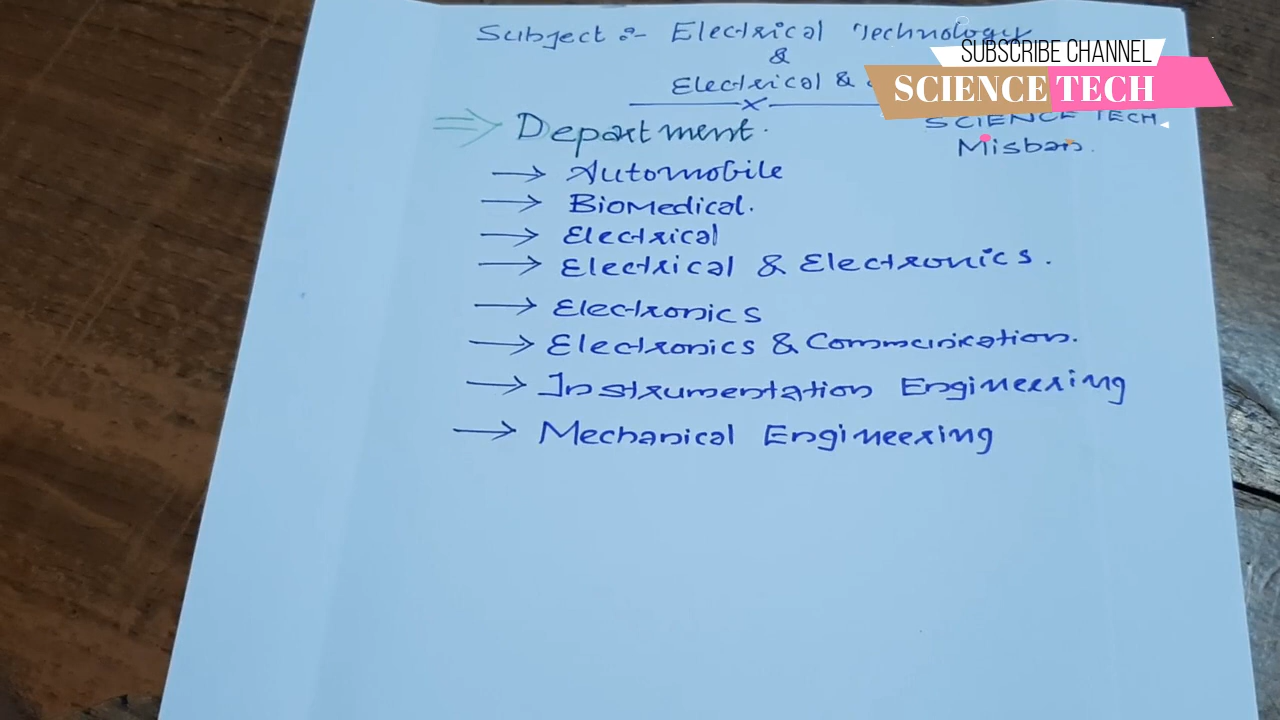 Subject :- Electrical Technology
&
Electrical &
SUBSCRIBE CHANNEL
SCIENCE TECH
SCIENCE TECH
Misban.
⇒ Department.
→ Automobile
→ BioMedical.
→ Electrical
→ Electrical & Electronics.
→ Electronics
→ Electronics & Communication.
→ Instrumentation Engineering
→ Mechanical Engineering